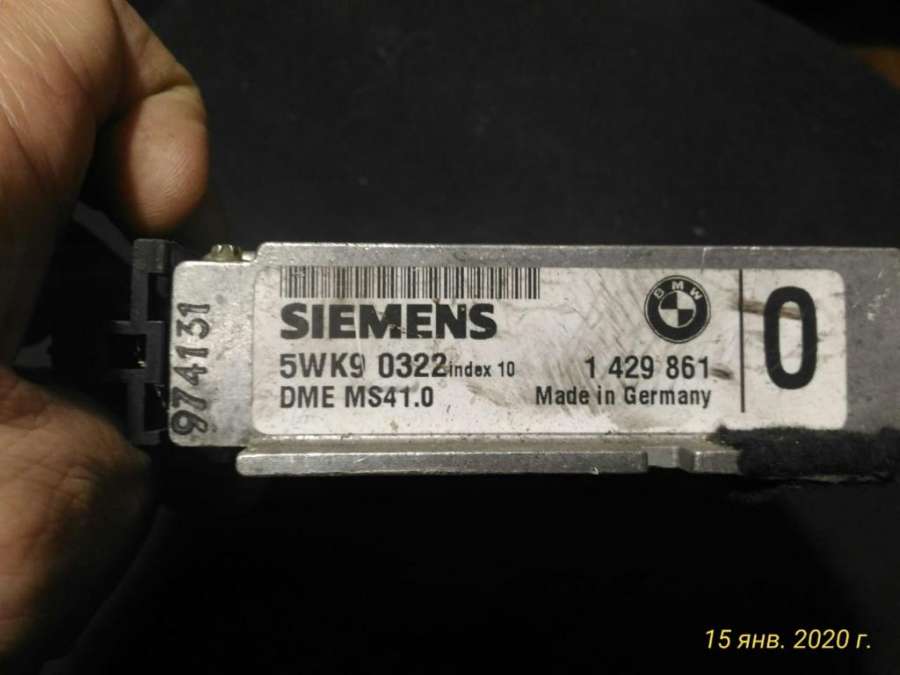 974131
SIEMENS
BMW
5WK9 0322 index 10
1 429 861
DME MS41.0
Made in Germany
0
15 янв. 2020 г.